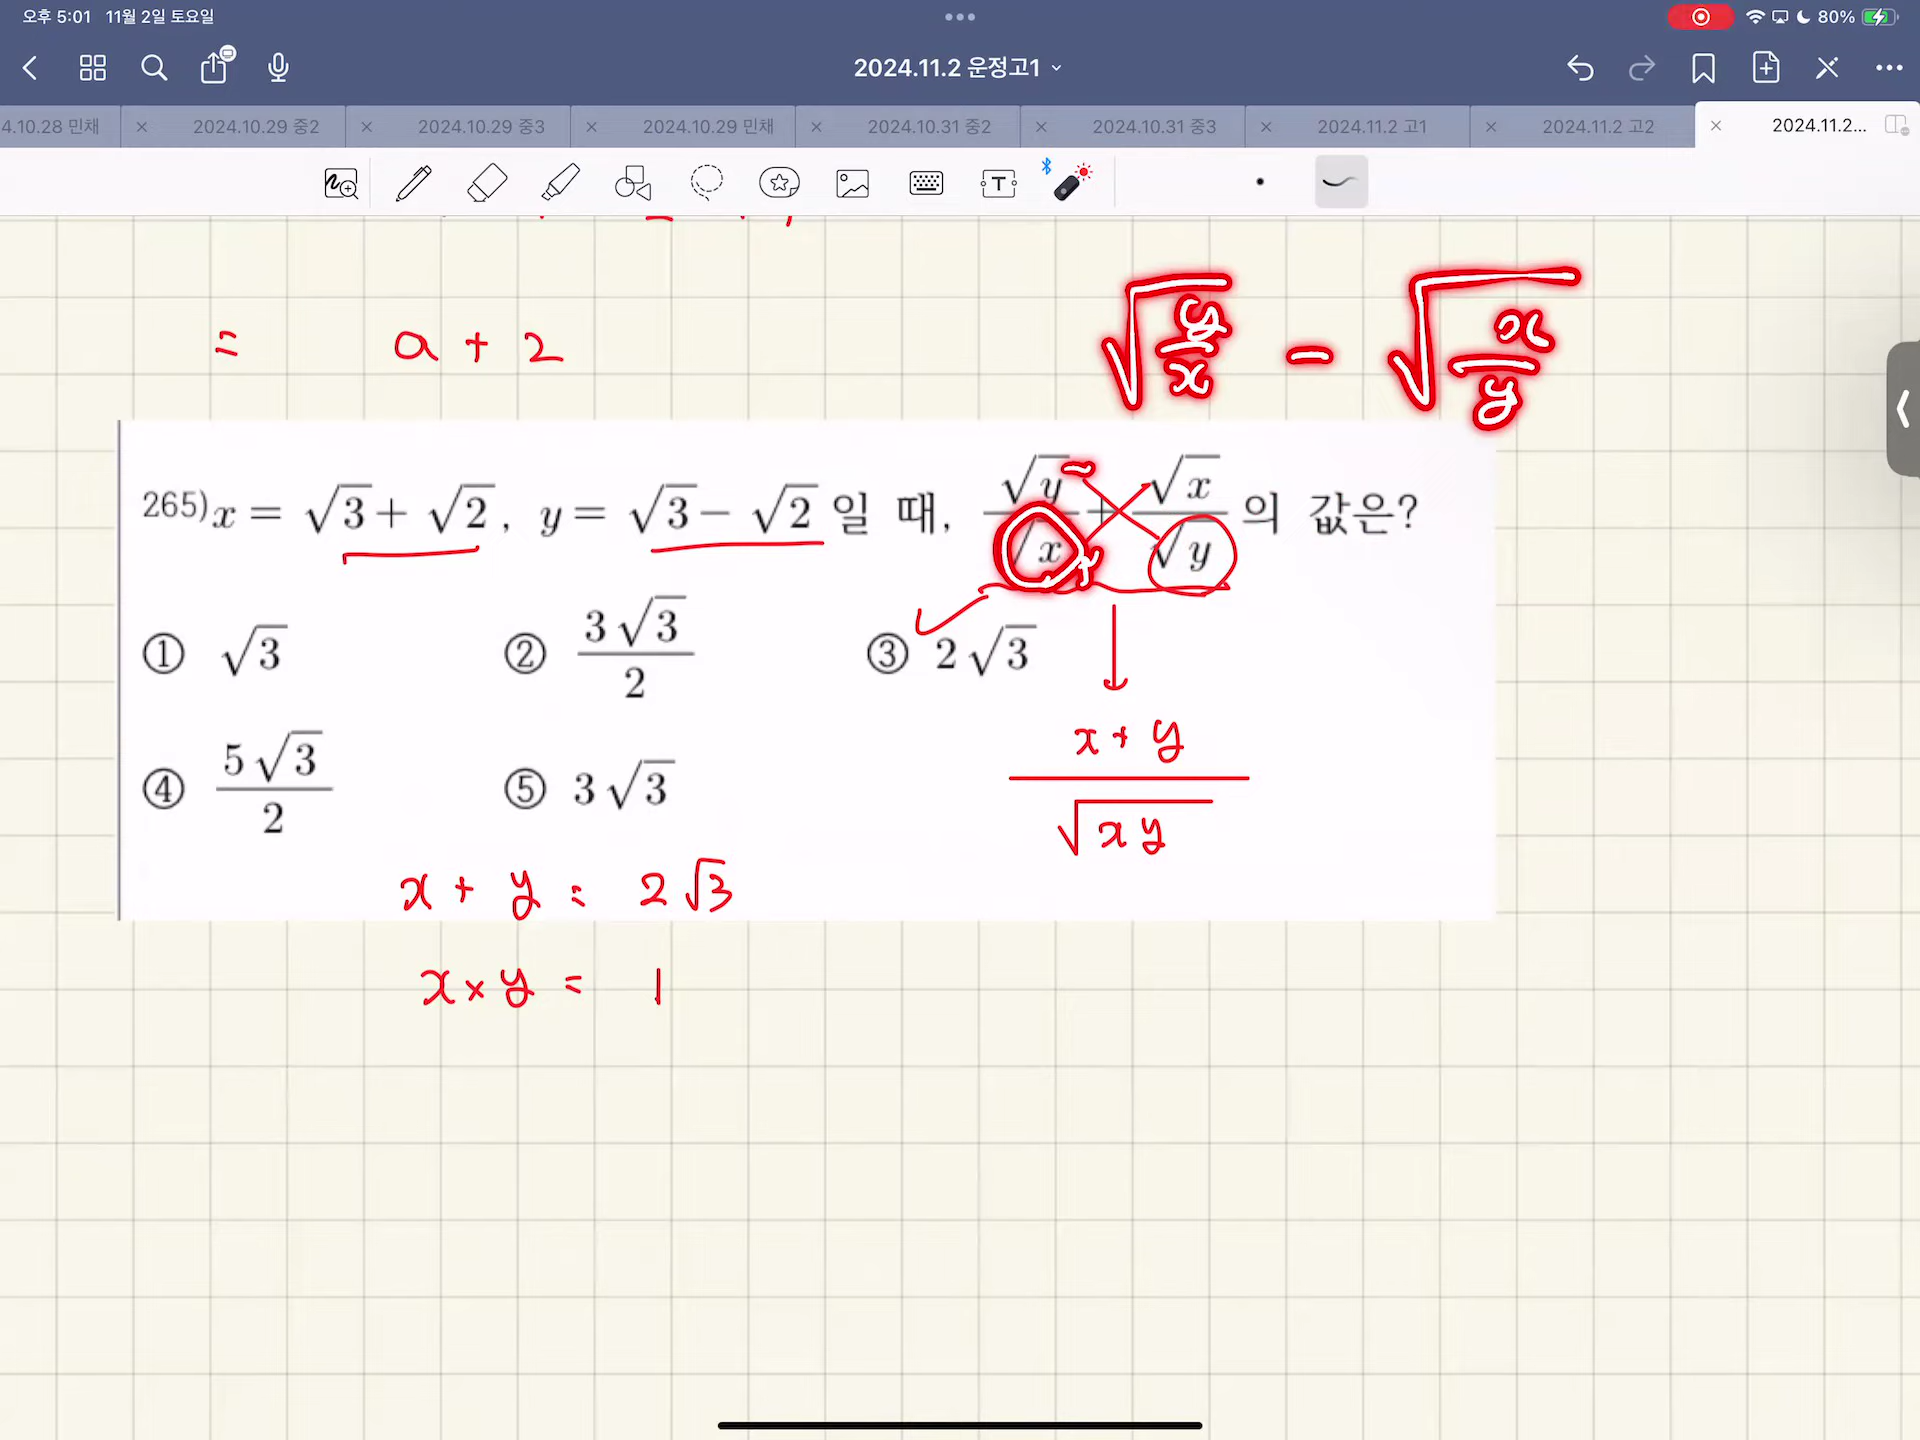 오후 5:01 11월 2일 토요일
80%
2024.11.2 운정고1
4.10.28 민채
2024.10.29 중2
2024.10.29 중3
2024.10.29 민채
2024.10.31 중2
2024.10.31 중3
2024.11.2 고1
2024.11.2 고2
2024.11.2...
= a + 2
√(y/x) - √(x/y)
265) x = √3 + √2, y = √3 - √2 일 때, √y/√x + √x/√y 의 값은?
① √3 ② 3√3/2 ③ 2√3
④ 5√3/2 ⑤ 3√3
x + y
√xy
x + y = 2√3
x × y = 1